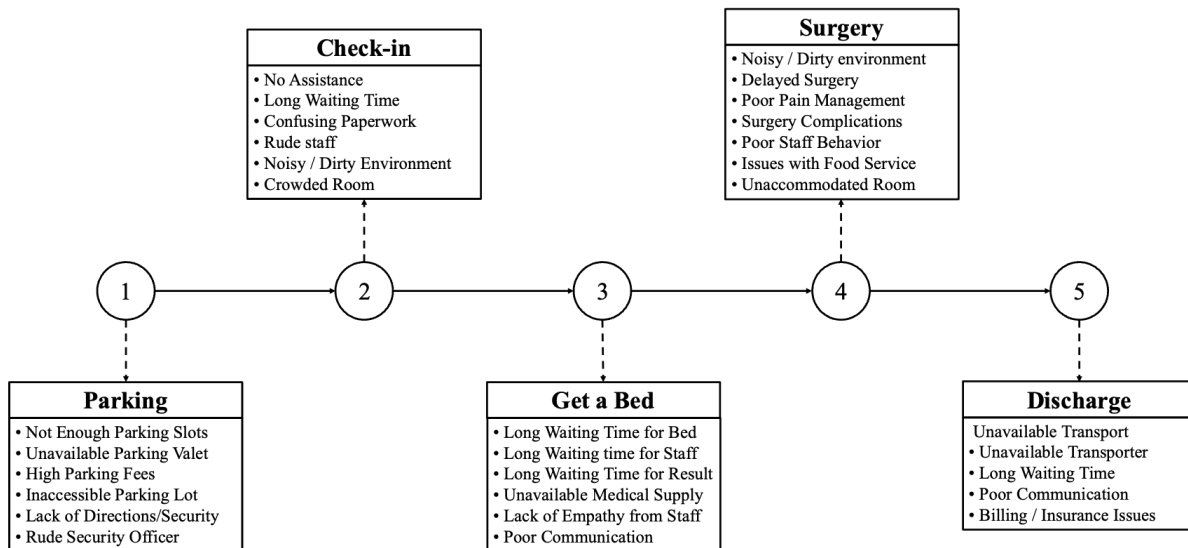 Check-in
• No Assistance
• Long Waiting Time
• Confusing Paperwork
• Rude staff
• Noisy / Dirty Environment
• Crowded Room
Surgery
• Noisy / Dirty environment
• Delayed Surgery
• Poor Pain Management
• Surgery Complications
• Poor Staff Behavior
• Issues with Food Service
• Unaccommodated Room
1
2
3
4
5
Parking
• Not Enough Parking Slots
• Unavailable Parking Valet
• High Parking Fees
• Inaccessible Parking Lot
• Lack of Directions/Security
• Rude Security Officer
Get a Bed
• Long Waiting Time for Bed
• Long Waiting time for Staff
• Long Waiting Time for Result
• Unavailable Medical Supply
• Lack of Empathy from Staff
• Poor Communication
Discharge
Unavailable Transport
• Unavailable Transporter
• Long Waiting Time
• Poor Communication
• Billing / Insurance Issues